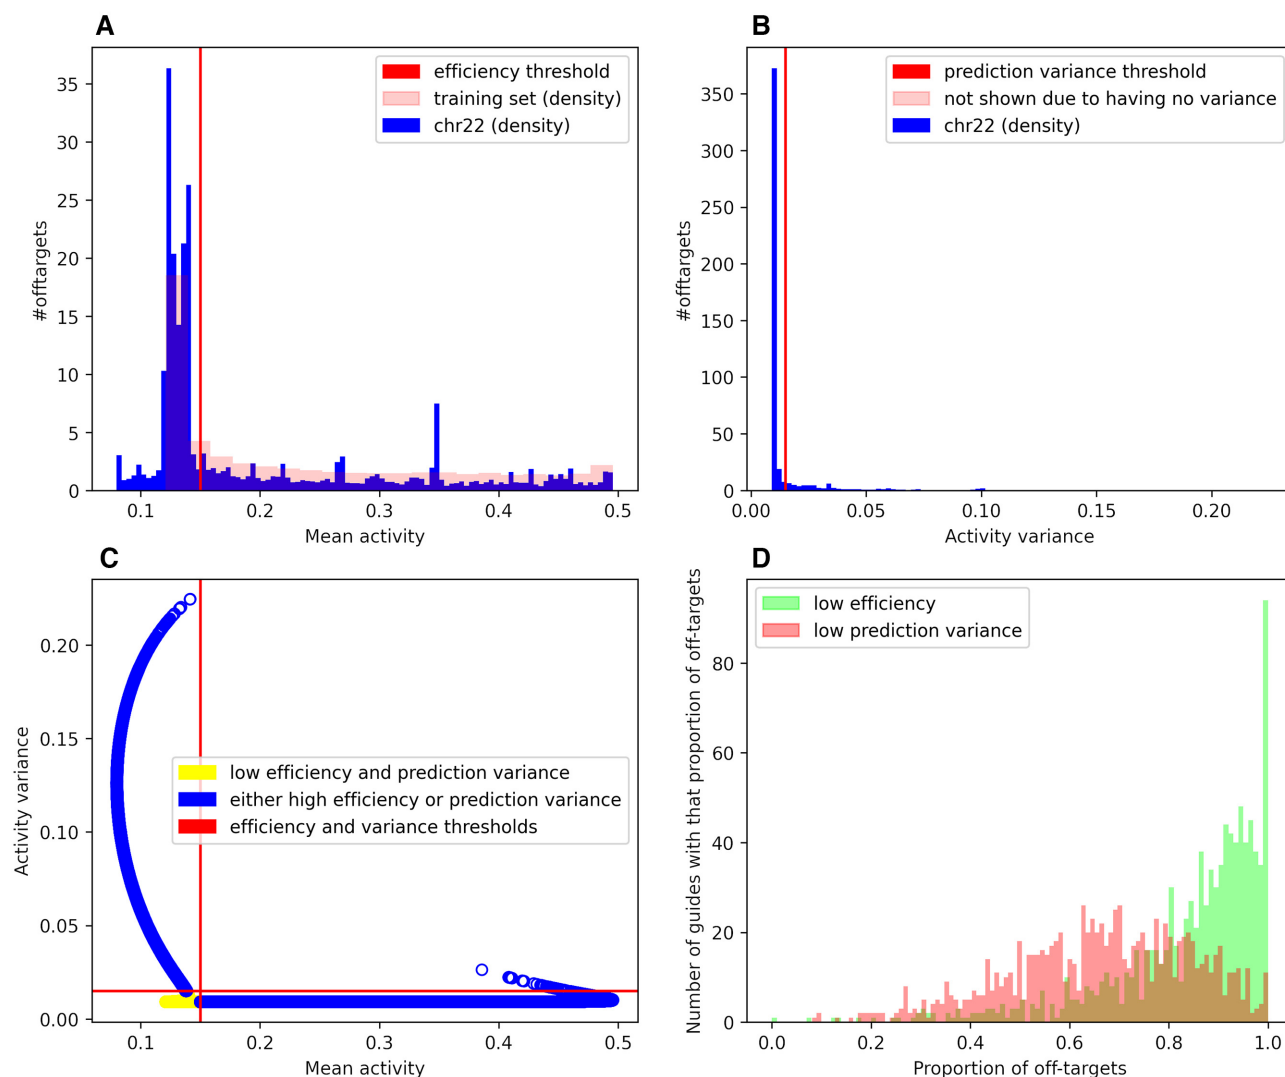 A
#offtargets
35
30
25
20
15
10
5
0
efficiency threshold
training set (density)
chr22 (density)
0.1 0.2 0.3 0.4 0.5
Mean activity
B
#offtargets
350
300
250
200
150
100
50
0
prediction variance threshold
not shown due to having no variance
chr22 (density)
0.00 0.05 0.10 0.15 0.20
Activity variance
C
Activity variance
0.20
0.15
0.10
0.05
0.00
low efficiency and prediction variance
either high efficiency or prediction variance
efficiency and variance thresholds
0.1 0.2 0.3 0.4 0.5
Mean activity
D
Number of guides with that proportion of off-targets
80
60
40
20
0
low efficiency
low prediction variance
0.0 0.2 0.4 0.6 0.8 1.0
Proportion of off-targets